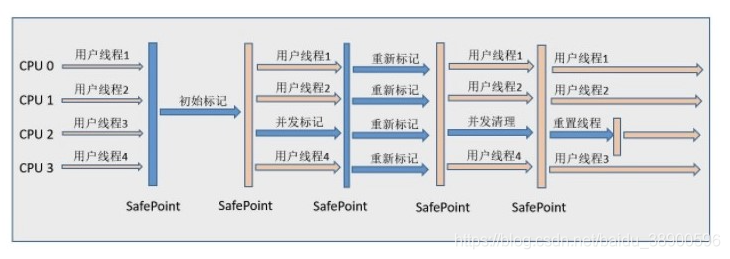 CPU 0 用户线程1 用户线程1 重新标记 用户线程1 用户线程1
CPU 1 用户线程2 初始标记 用户线程2 重新标记 用户线程2 用户线程2
CPU 2 用户线程3 并发标记 重新标记 并发清理 重置线程
CPU 3 用户线程4 用户线程4 重新标记 用户线程4 用户线程3
SafePoint SafePoint SafePoint SafePoint SafePoint
https://blog.csdn.net/baidu_38900596